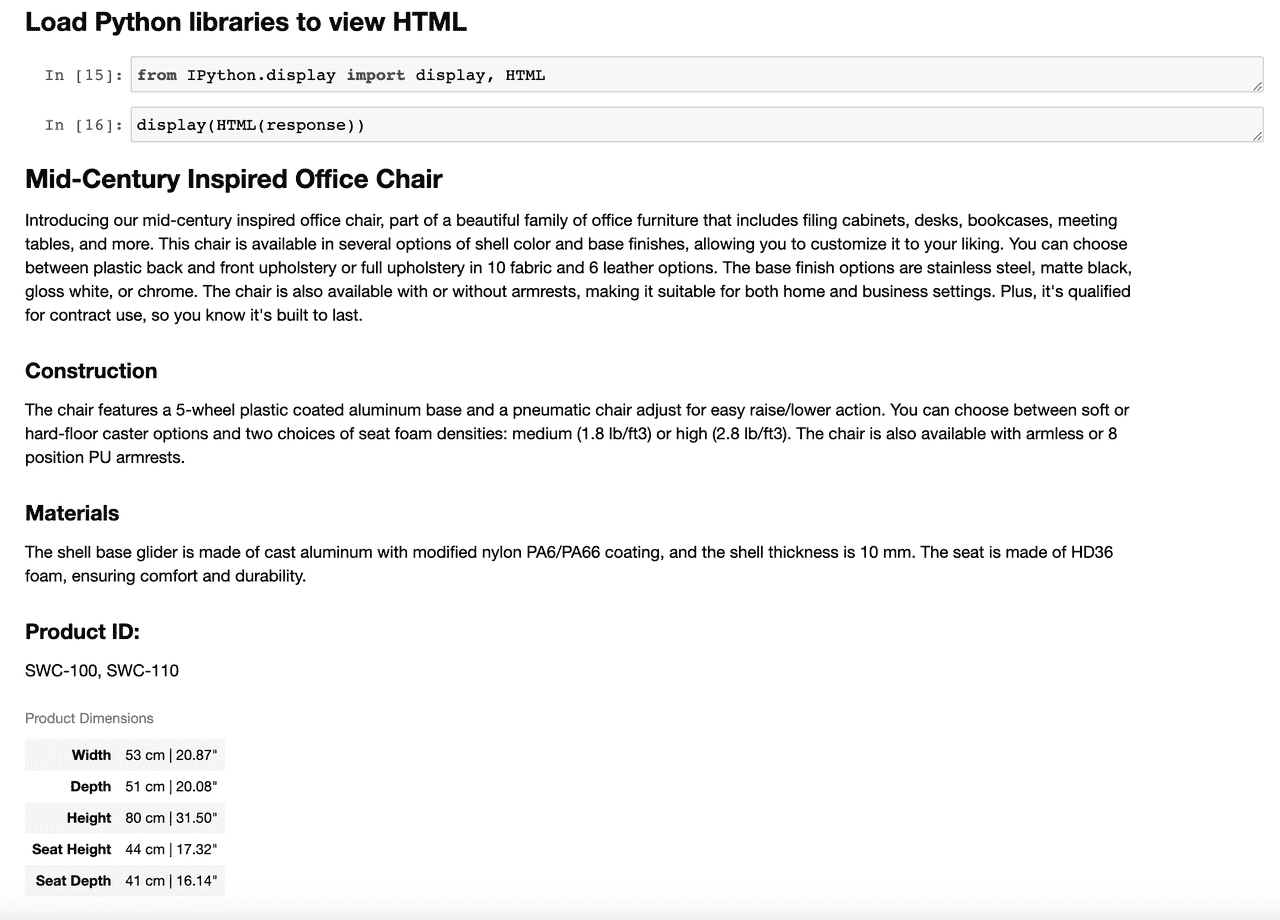 Load Python libraries to view HTML
In [15]: from IPython.display import display, HTML
In [16]: display(HTML(response))
Mid-Century Inspired Office Chair
Introducing our mid-century inspired office chair, part of a beautiful family of office furniture that includes filing cabinets, desks, bookcases, meeting
tables, and more. This chair is available in several options of shell color and base finishes, allowing you to customize it to your liking. You can choose
between plastic back and front upholstery or full upholstery in 10 fabric and 6 leather options. The base finish options are stainless steel, matte black,
gloss white, or chrome. The chair is also available with or without armrests, making it suitable for both home and business settings. Plus, it's qualified
for contract use, so you know it's built to last.
Construction
The chair features a 5-wheel plastic coated aluminum base and a pneumatic chair adjust for easy raise/lower action. You can choose between soft or
hard-floor caster options and two choices of seat foam densities: medium (1.8 lb/ft3) or high (2.8 lb/ft3). The chair is also available with armless or 8
position PU armrests.
Materials
The shell base glider is made of cast aluminum with modified nylon PA6/PA66 coating, and the shell thickness is 10 mm. The seat is made of HD36
foam, ensuring comfort and durability.
Product ID:
SWC-100, SWC-110
Product Dimensions
Width 53 cm | 20.87"
Depth 51 cm | 20.08"
Height 80 cm | 31.50"
Seat Height 44 cm | 17.32"
Seat Depth 41 cm | 16.14"